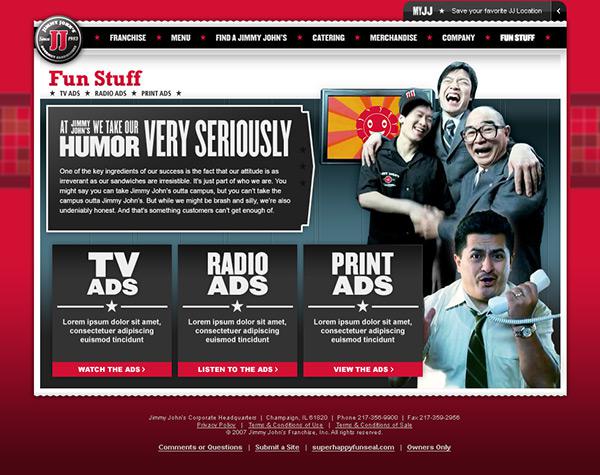 MYJJ ★ Save your favorite JJ Location
JIMMY JOHN'S
Since JJ 1983
★ FRANCHISE ★ MENU ★ FIND A JIMMY JOHN'S ★ CATERING ★ MERCHANDISE ★ COMPANY ★ FUN STUFF ★
Fun Stuff
★ TV ADS ★ RADIO ADS ★ PRINT ADS ★
AT JIMMY JOHN'S WE TAKE OUR HUMOR VERY SERIOUSLY
One of the key ingredients of our success is the fact that our attitude is as
irreverant as our sandwiches are irresistible. It's just part of who we are. You
might say you can take Jimmy John's outta campus, but you can't take the
campus outta Jimmy John's. But while we might be brash and silly, we're also
undeniably honest. And that's something customers can't get enough of.
TV
ADS
Lorem ipsum dolor sit amet,
consectetuer adipiscing
euismod tincidunt
WATCH THE ADS >
RADIO
ADS
Lorem ipsum dolor sit amet,
consectetuer adipiscing
euismod tincidunt
LISTEN TO THE ADS >
PRINT
ADS
Lorem ipsum dolor sit amet,
consectetuer adipiscing
euismod tincidunt
VIEW THE ADS >
Jimmy John's Corporate Headquarters | Champaign, IL 61820 | Phone 217-356-9900 | Fax 217-359-2956
Privacy Policy | Terms & Conditions of Use | Terms & Conditions of Sale
© 2007 Jimmy John's Franchise, Inc. All rights reserved.
Comments or Questions | Submit a Site | superhappyfunseal.com | Owners Only